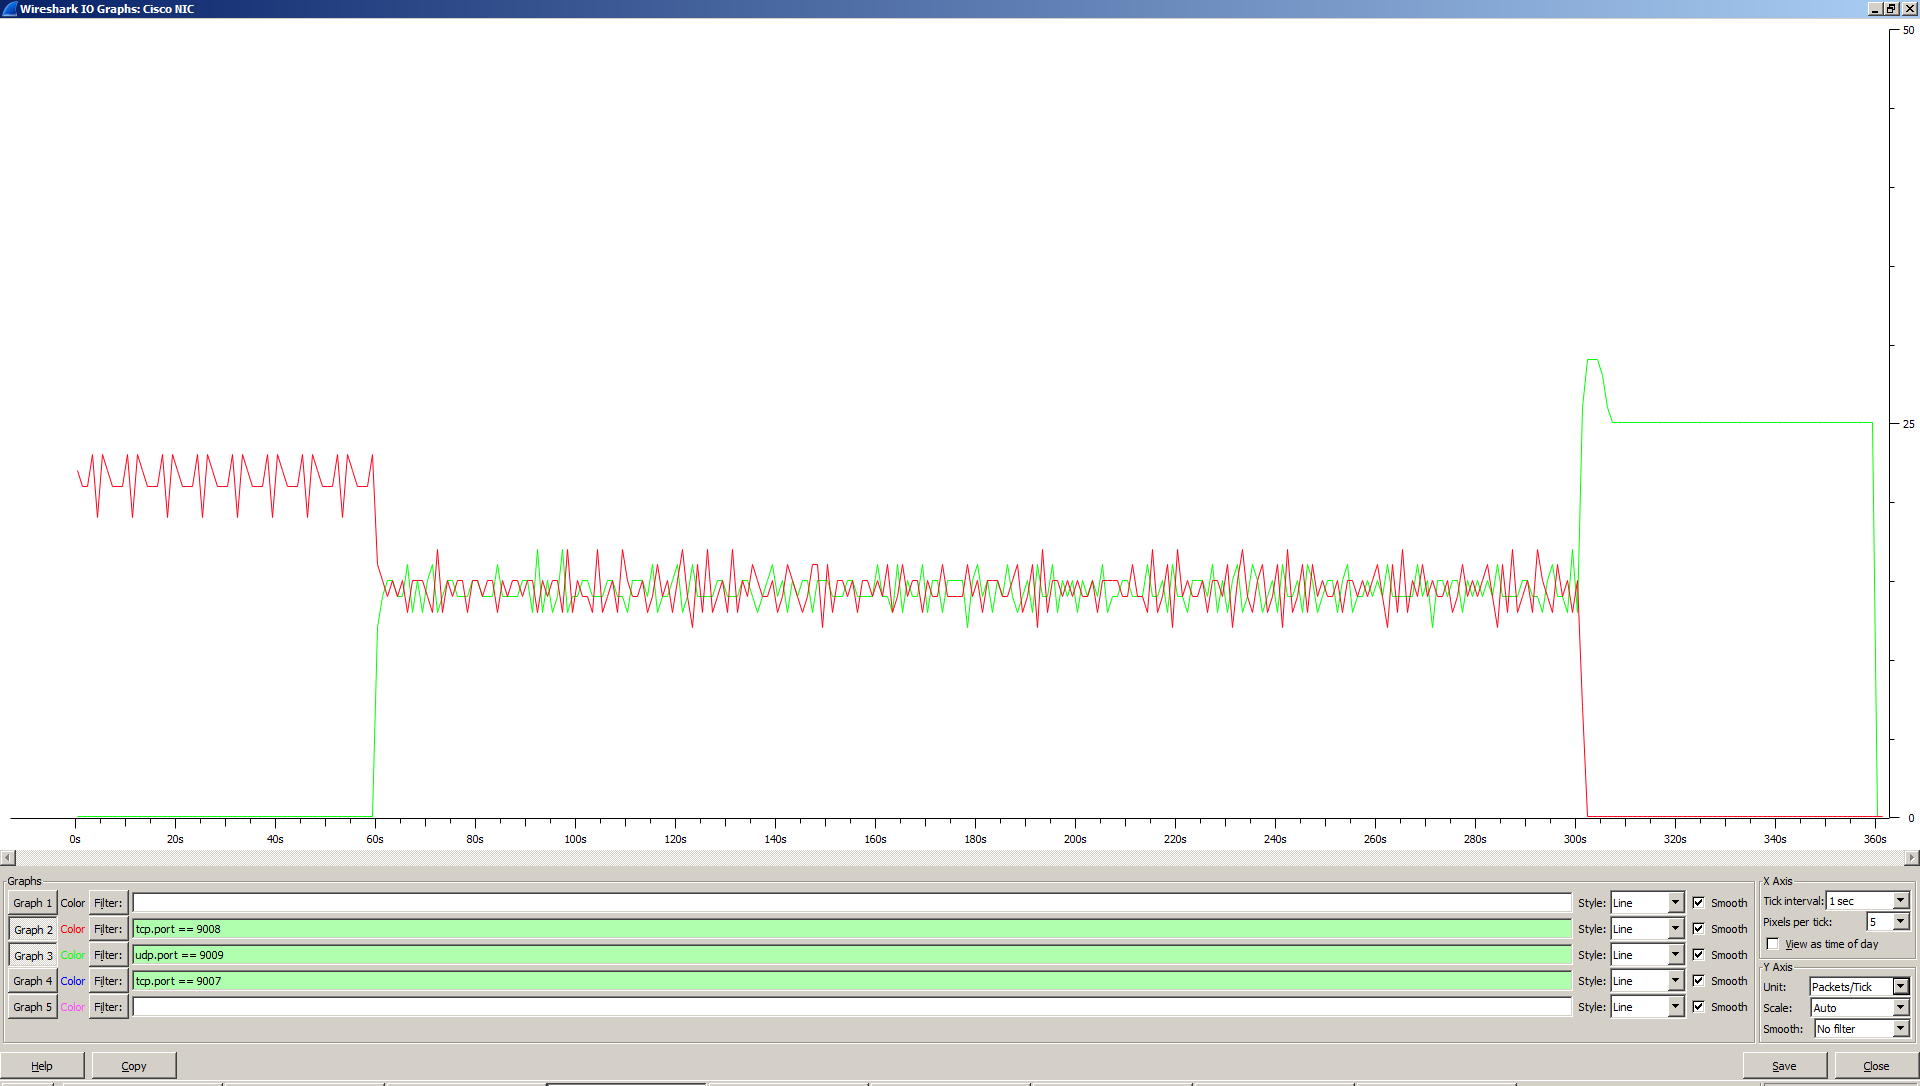 Wireshark IO Graphs: Cisco NIC
50
25
0
0s 20s 40s 60s 80s 100s 120s 140s 160s 180s 200s 220s 240s 260s 280s 300s 320s 340s 360s
Graphs
Graph 1 Color Filter: Style: Line Smooth
Graph 2 Color Filter: tcp.port == 9008 Style: Line Smooth
Graph 3 Color Filter: udp.port == 9009 Style: Line Smooth
Graph 4 Color Filter: tcp.port == 9007 Style: Line Smooth
Graph 5 Color Filter: Style: Line Smooth
X Axis
Tick interval: 1 sec
Pixels per tick: 5
View as time of day
Y Axis
Unit: Packets/Tick
Scale: Auto
Smooth: No filter
Help Copy Save Close